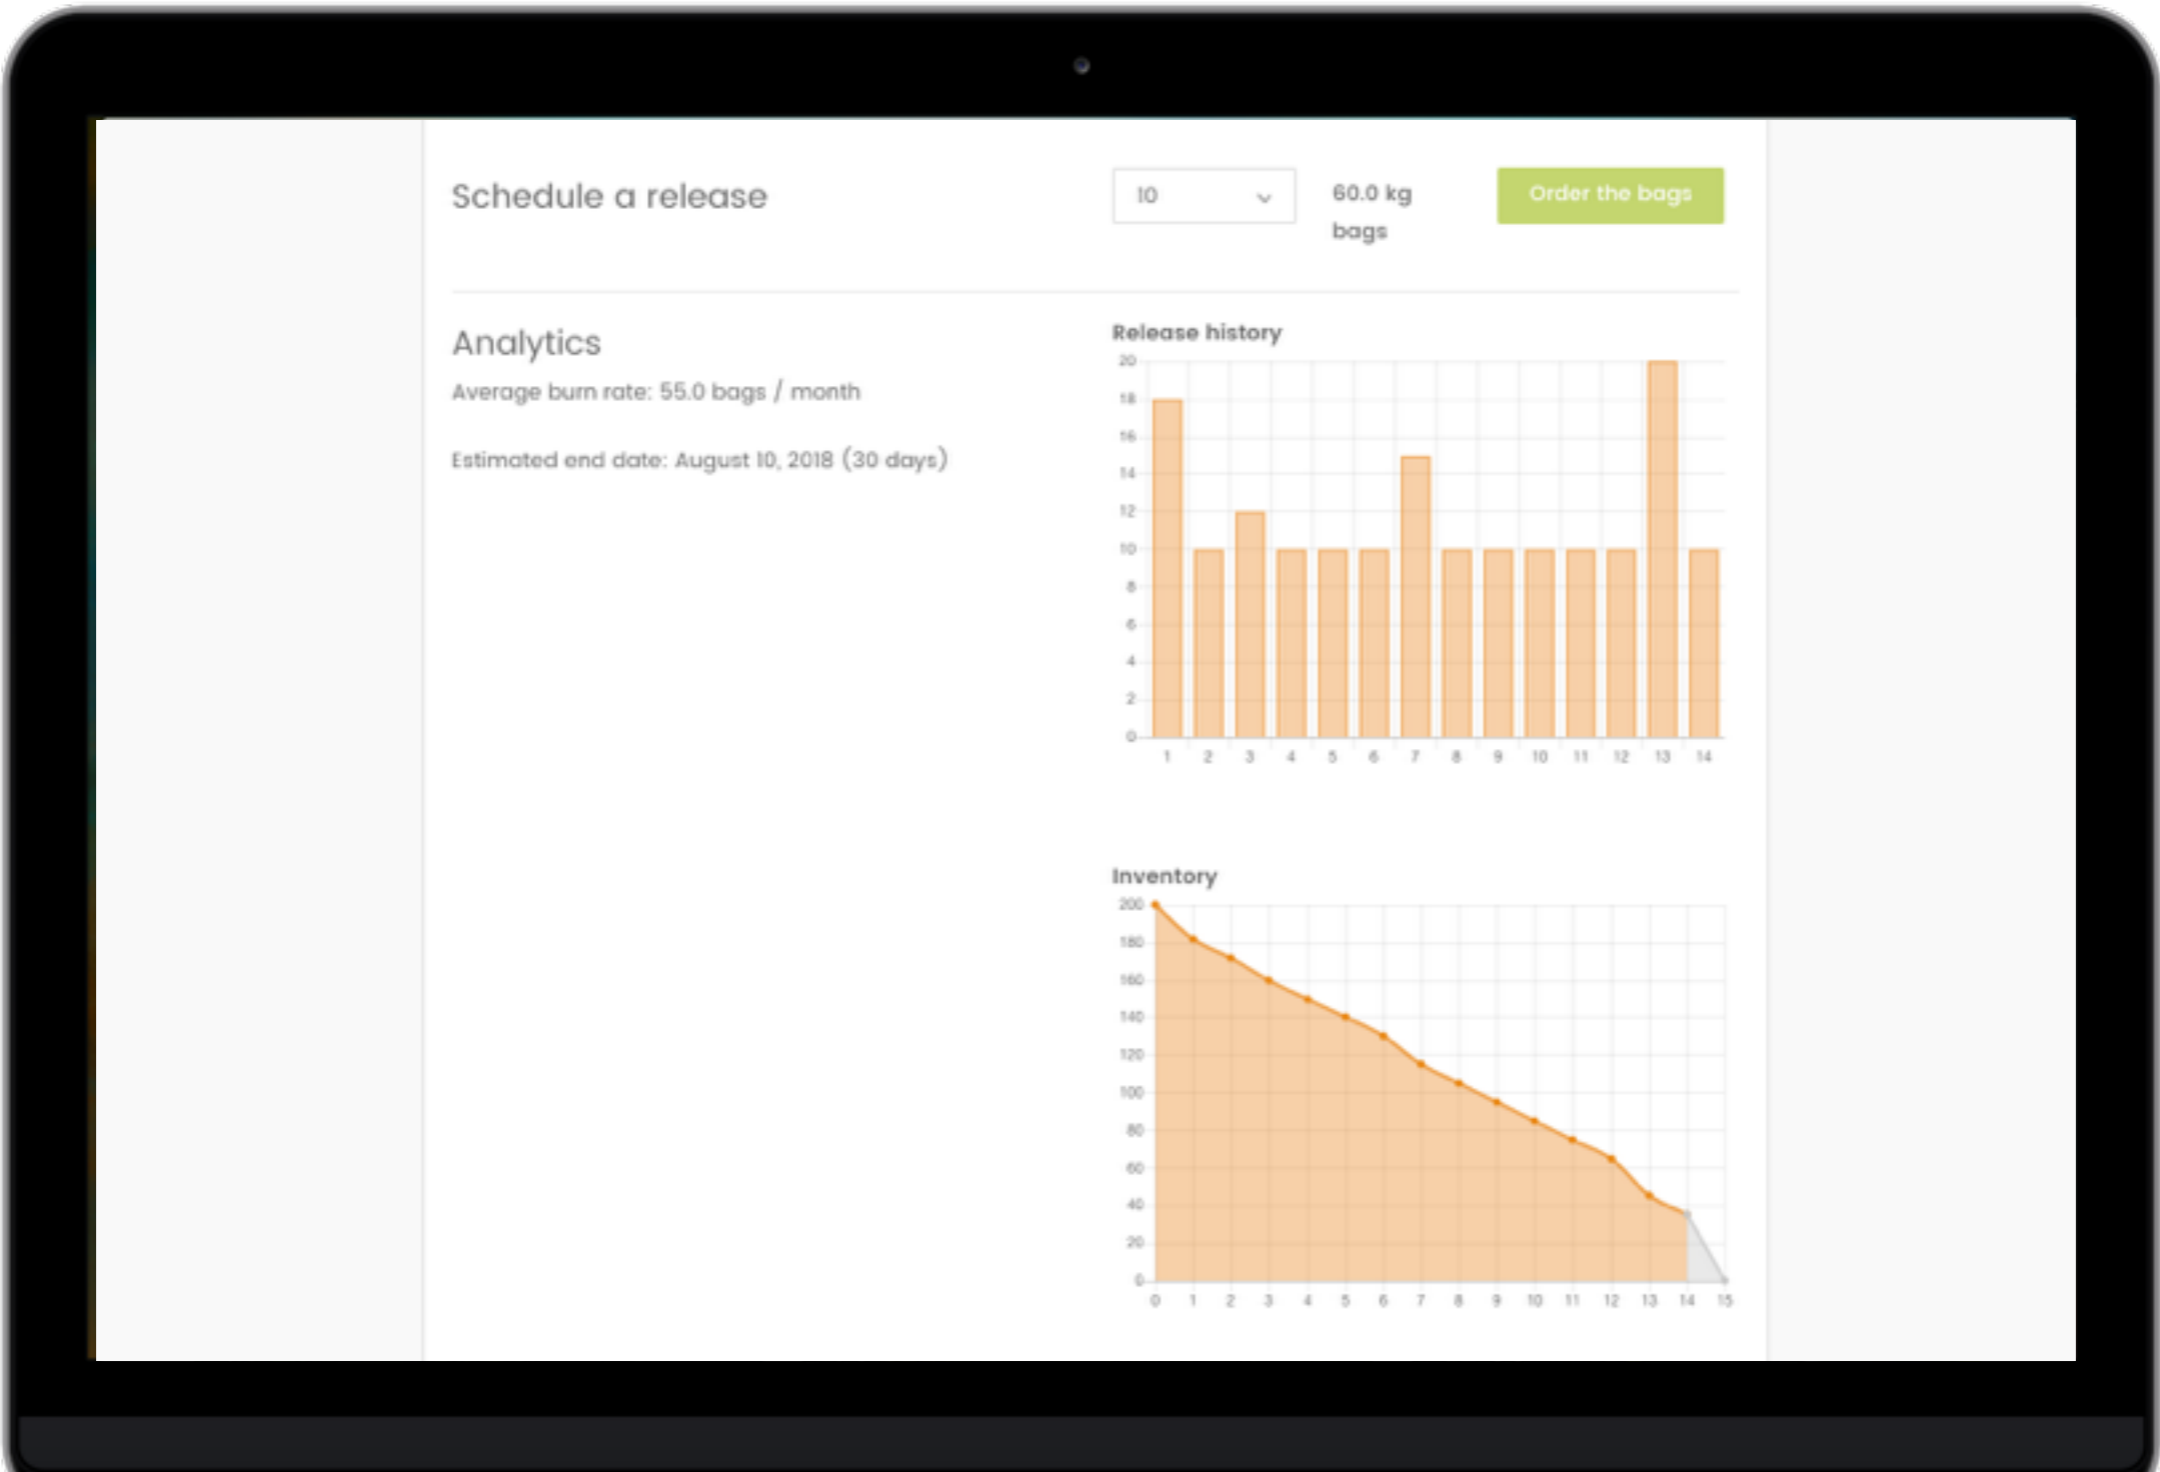 Schedule a release
10
60.0 kg
bags
Order the bags
Analytics
Average burn rate: 55.0 bags / month
Estimated end date: August 10, 2018 (30 days)
Release history
20
18
16
14
12
10
8
6
4
2
0
1 2 3 4 5 6 7 8 9 10 11 12 13 14
Inventory
200
180
160
140
120
100
80
60
40
20
0
0 1 2 3 4 5 6 7 8 9 10 11 12 13 14 15